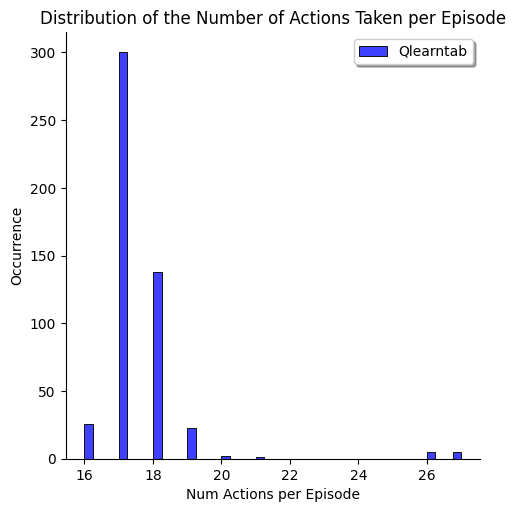 Distribution of the Number of Actions Taken per Episode
Qlearntab
300
250
200
150
100
50
0
Occurrence
16 18 20 22 24 26
Num Actions per Episode